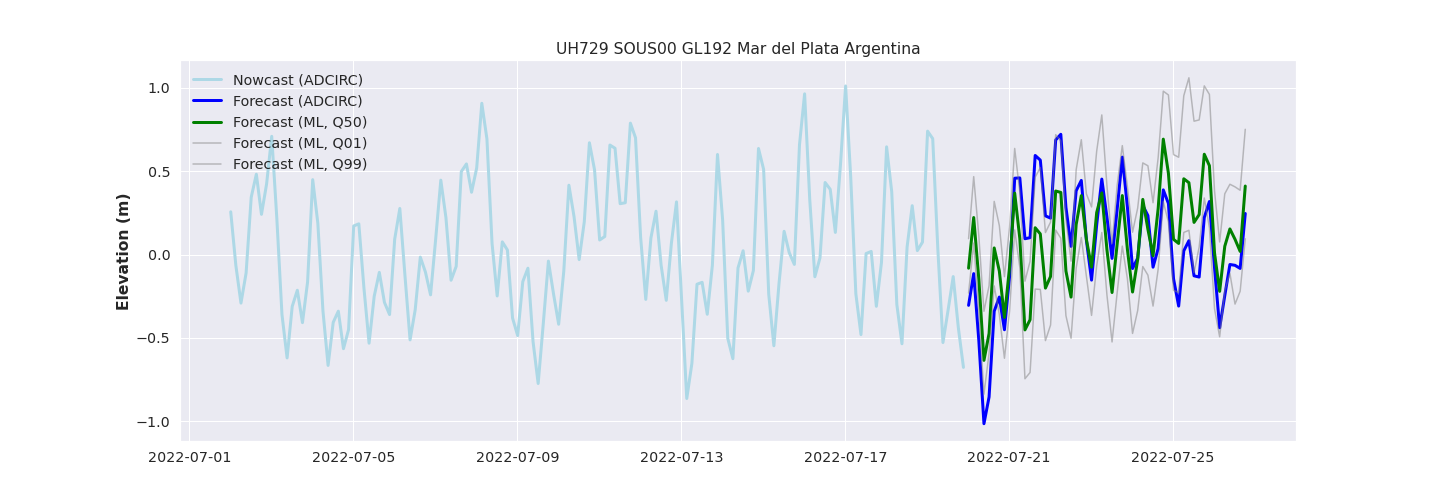 UH729 SOUS00 GL192 Mar del Plata Argentina
Nowcast (ADCIRC)
Forecast (ADCIRC)
Forecast (ML, Q50)
Forecast (ML, Q01)
Forecast (ML, Q99)
Elevation (m)
1.0
0.5
0.0
−0.5
−1.0
2022-07-01 2022-07-05 2022-07-09 2022-07-13 2022-07-17 2022-07-21 2022-07-25